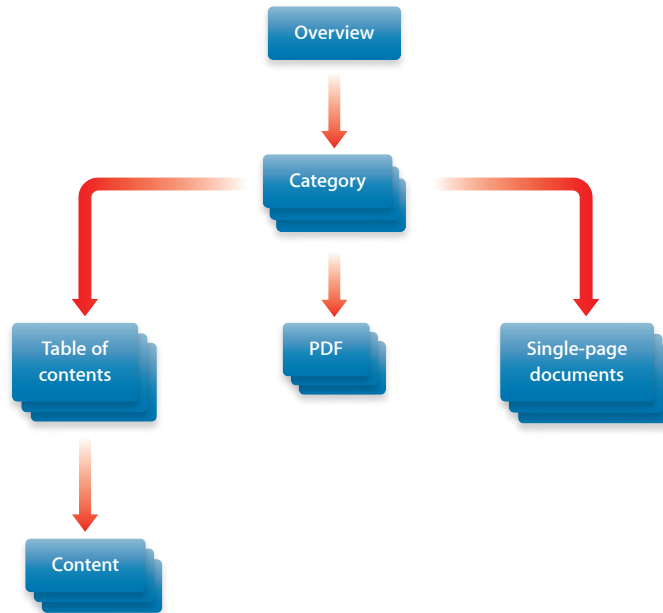 Overview
Category
Table of
contents
PDF
Single-page
documents
Content